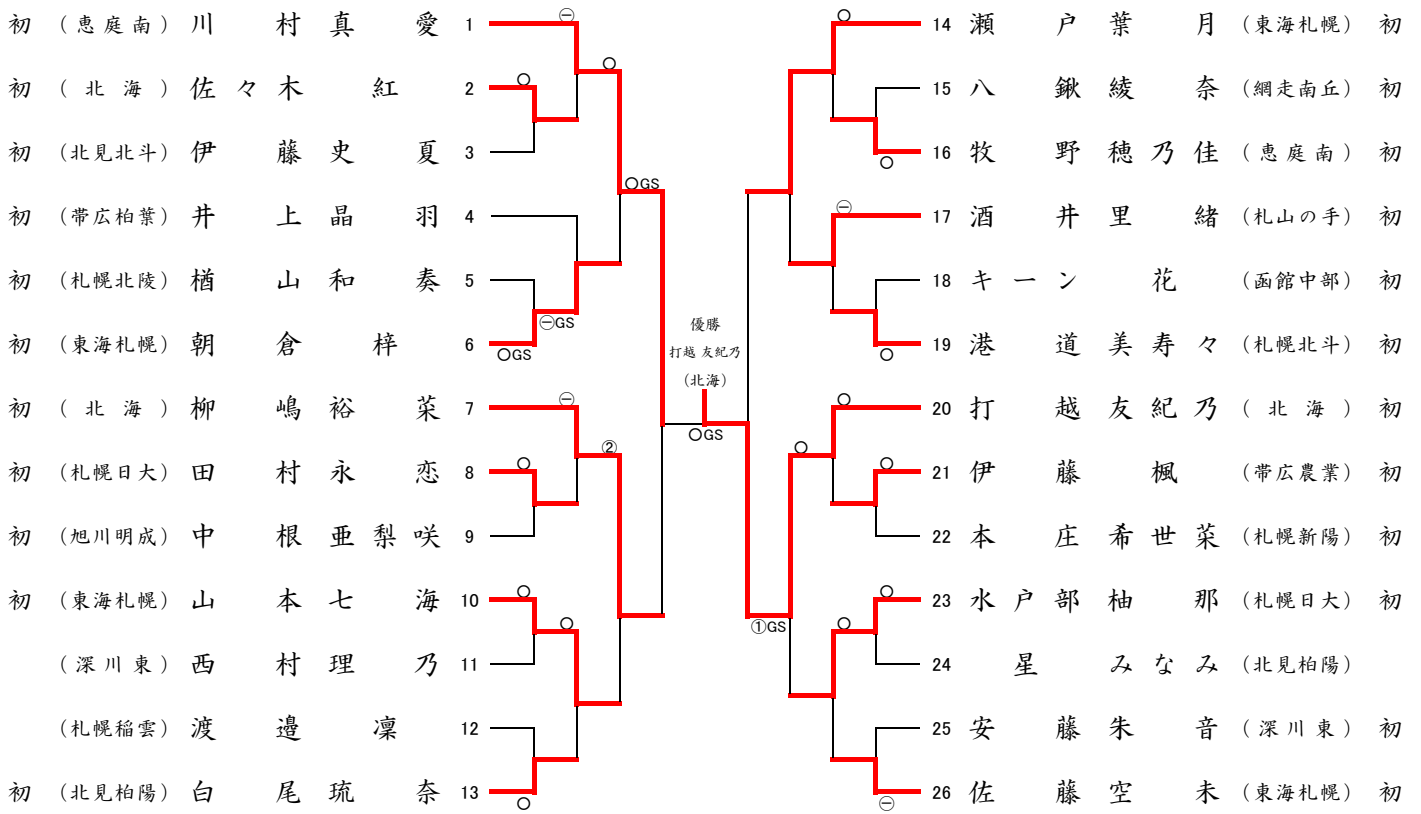 初 (恵庭南) 川村真愛 1 ㊀
初 (北海) 佐々木紅 2 ○
初 (北見北斗) 伊藤史夏 3
初 (帯広柏葉) 井上晶羽 4
初 (札幌北陵) 楢山和奏 5
初 (東海札幌) 朝倉梓 6 ○GS
初 (北海) 柳嶋裕菜 7 ㊀
初 (札幌日大) 田村永恋 8 ○
初 (旭川明成) 中根亜梨咲 9
初 (東海札幌) 山本七海 10 ○
(深川東) 西村理乃 11
(札幌稲雲) 渡邉凜 12
初 (北見柏陽) 白尾琉奈 13 ○
○
○GS
㊀GS
②
○
優勝
打越 友紀乃
(北海)
○GS
○
①GS
○
○ 14 瀬戸葉月 (東海札幌) 初
15 八鍬綾奈 (網走南丘) 初
○ 16 牧野穂乃佳 (恵庭南) 初
㊀ 17 酒井里緒 (札山の手) 初
18 キーン花 (函館中部) 初
○ 19 港道美寿々 (札幌北斗) 初
○ 20 打越友紀乃 (北海) 初
○ 21 伊藤楓 (帯広農業) 初
22 本庄希世菜 (札幌新陽) 初
○ 23 水戸部柚那 (札幌日大) 初
24 星みなみ (北見柏陽)
25 安藤朱音 (深川東) 初
㊀ 26 佐藤空未 (東海札幌) 初